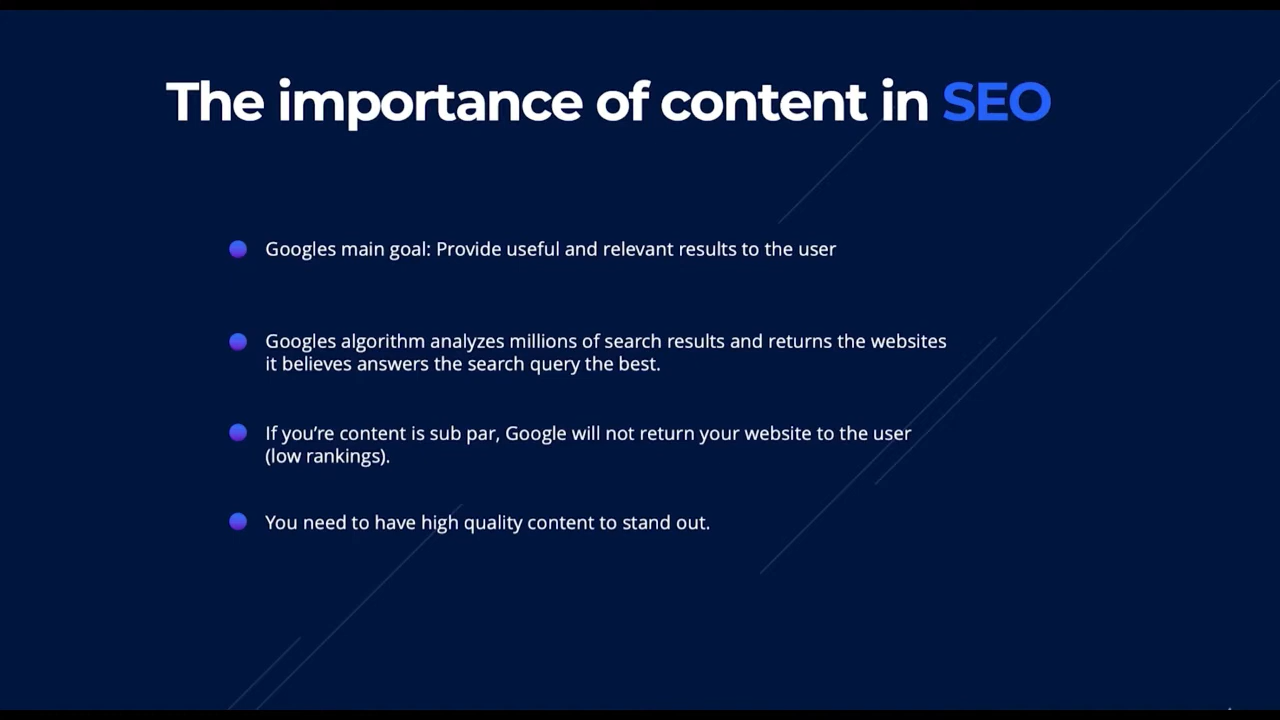 The importance of content in SEO
Googles main goal: Provide useful and relevant results to the user
Googles algorithm analyzes millions of search results and returns the websites
it believes answers the search query the best.
If you’re content is sub par, Google will not return your website to the user
(low rankings).
You need to have high quality content to stand out.